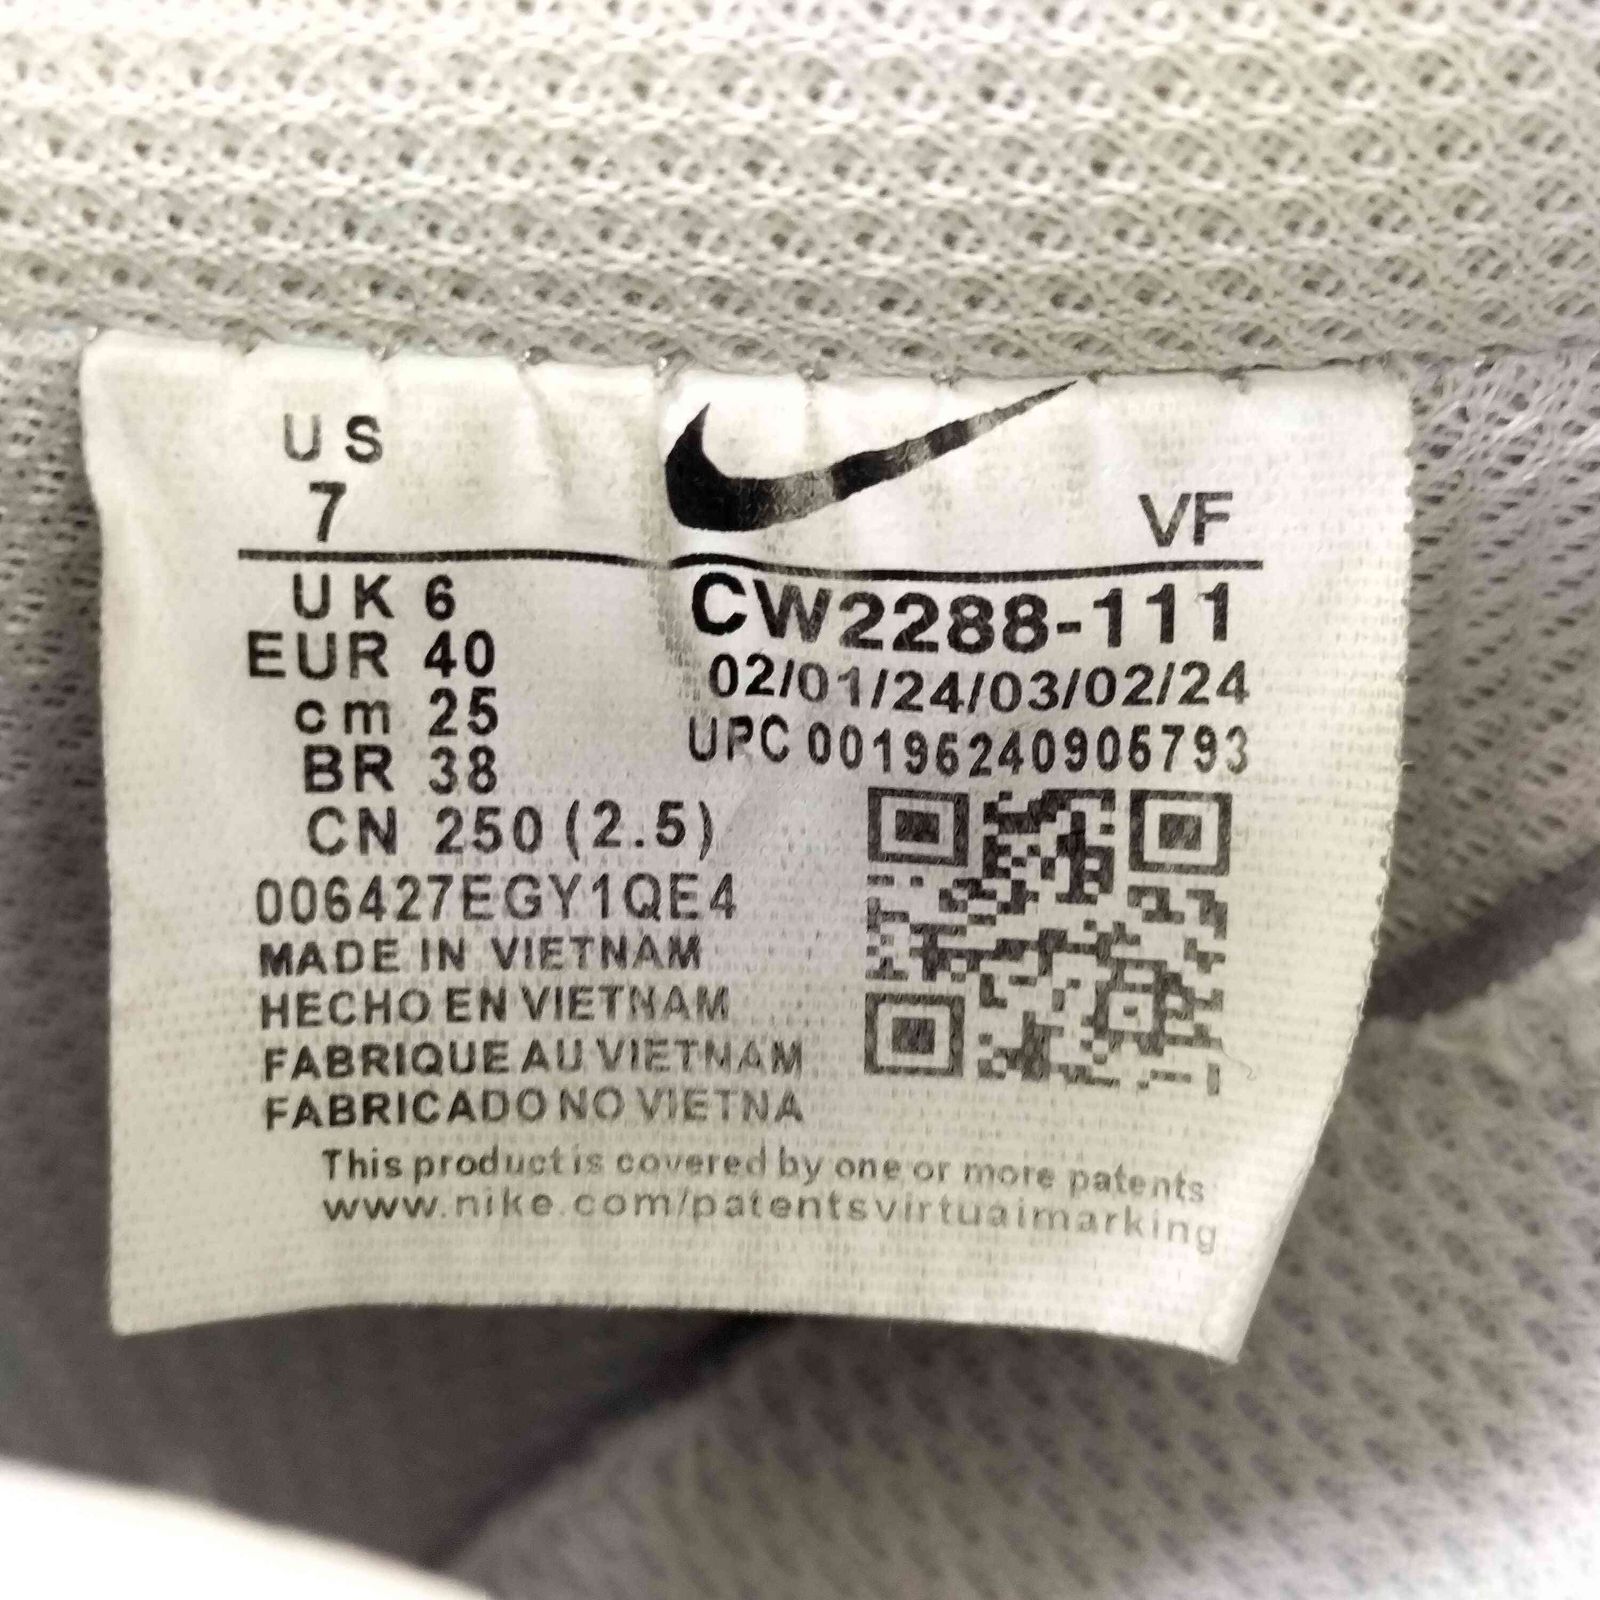 US
7
VF
UK 6
EUR 40
cm 25
BR 38
CN 250 (2.5)
CW2288-111
02/01/24/03/02/24
UPC 00196240905793
006427EGY1QE4
MADE IN VIETNAM
HECHO EN VIETNAM
FABRIQUE AU VIETNAM
FABRICADO NO VIETNA
This product is covered by one or more patents
www.nike.com/patentsvirtualmarking